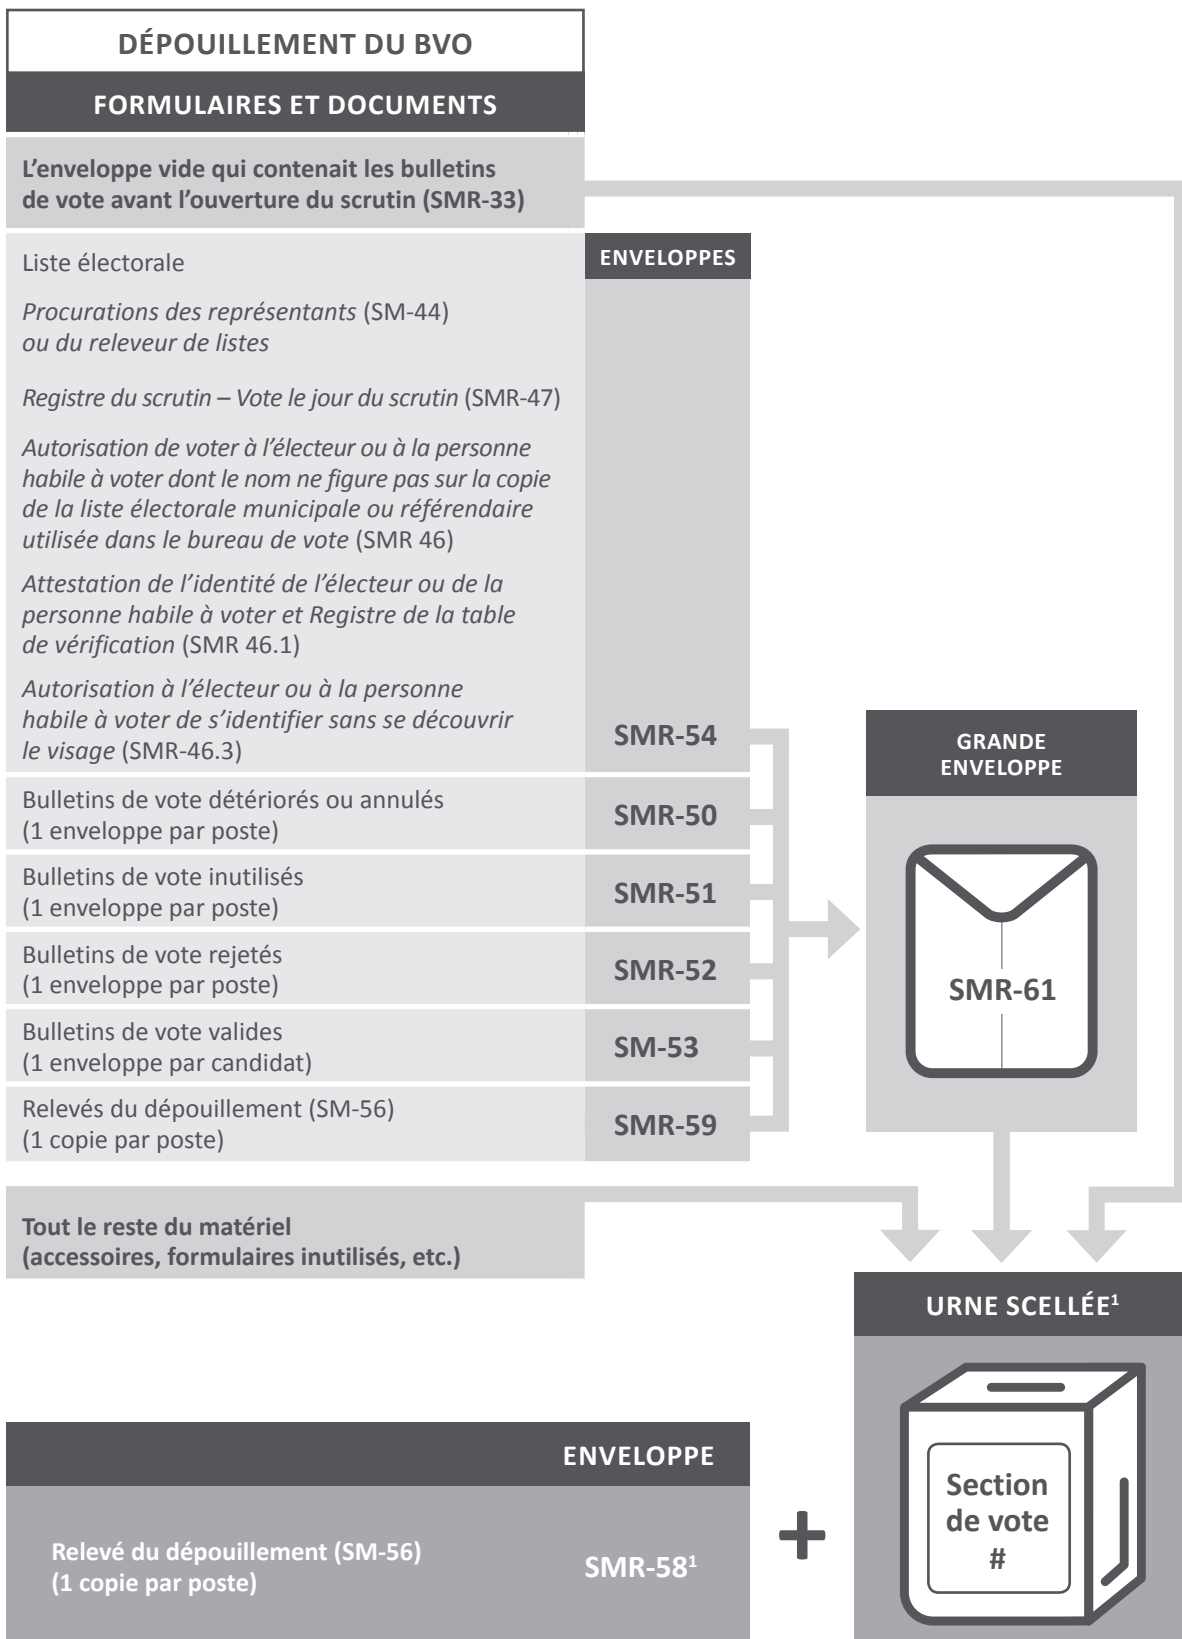 DÉPOUILLEMENT DU BVO
FORMULAIRES ET DOCUMENTS
L’enveloppe vide qui contenait les bulletins
de vote avant l’ouverture du scrutin (SMR-33)
ENVELOPPES
Liste électorale
Procurations des représentants (SM-44)
ou du releveur de listes
Registre du scrutin – Vote le jour du scrutin (SMR-47)
Autorisation de voter à l’électeur ou à la personne
habile à voter dont le nom ne figure pas sur la copie
de la liste électorale municipale ou référendaire
utilisée dans le bureau de vote (SMR 46)
Attestation de l’identité de l’électeur ou de la
personne habile à voter et Registre de la table
de vérification (SMR 46.1)
Autorisation à l’électeur ou à la personne
habile à voter de s’identifier sans se découvrir
le visage (SMR-46.3)
SMR-54
Bulletins de vote détériorés ou annulés
(1 enveloppe par poste)
SMR-50
Bulletins de vote inutilisés
(1 enveloppe par poste)
SMR-51
Bulletins de vote rejetés
(1 enveloppe par poste)
SMR-52
Bulletins de vote valides
(1 enveloppe par candidat)
SM-53
Relevés du dépouillement (SM-56)
(1 copie par poste)
SMR-59
GRANDE
ENVELOPPE
SMR-61
Tout le reste du matériel
(accessoires, formulaires inutilisés, etc.)
URNE SCELLÉE¹
Section
de vote
#
ENVELOPPE
Relevé du dépouillement (SM-56)
(1 copie par poste)
SMR-58¹
+